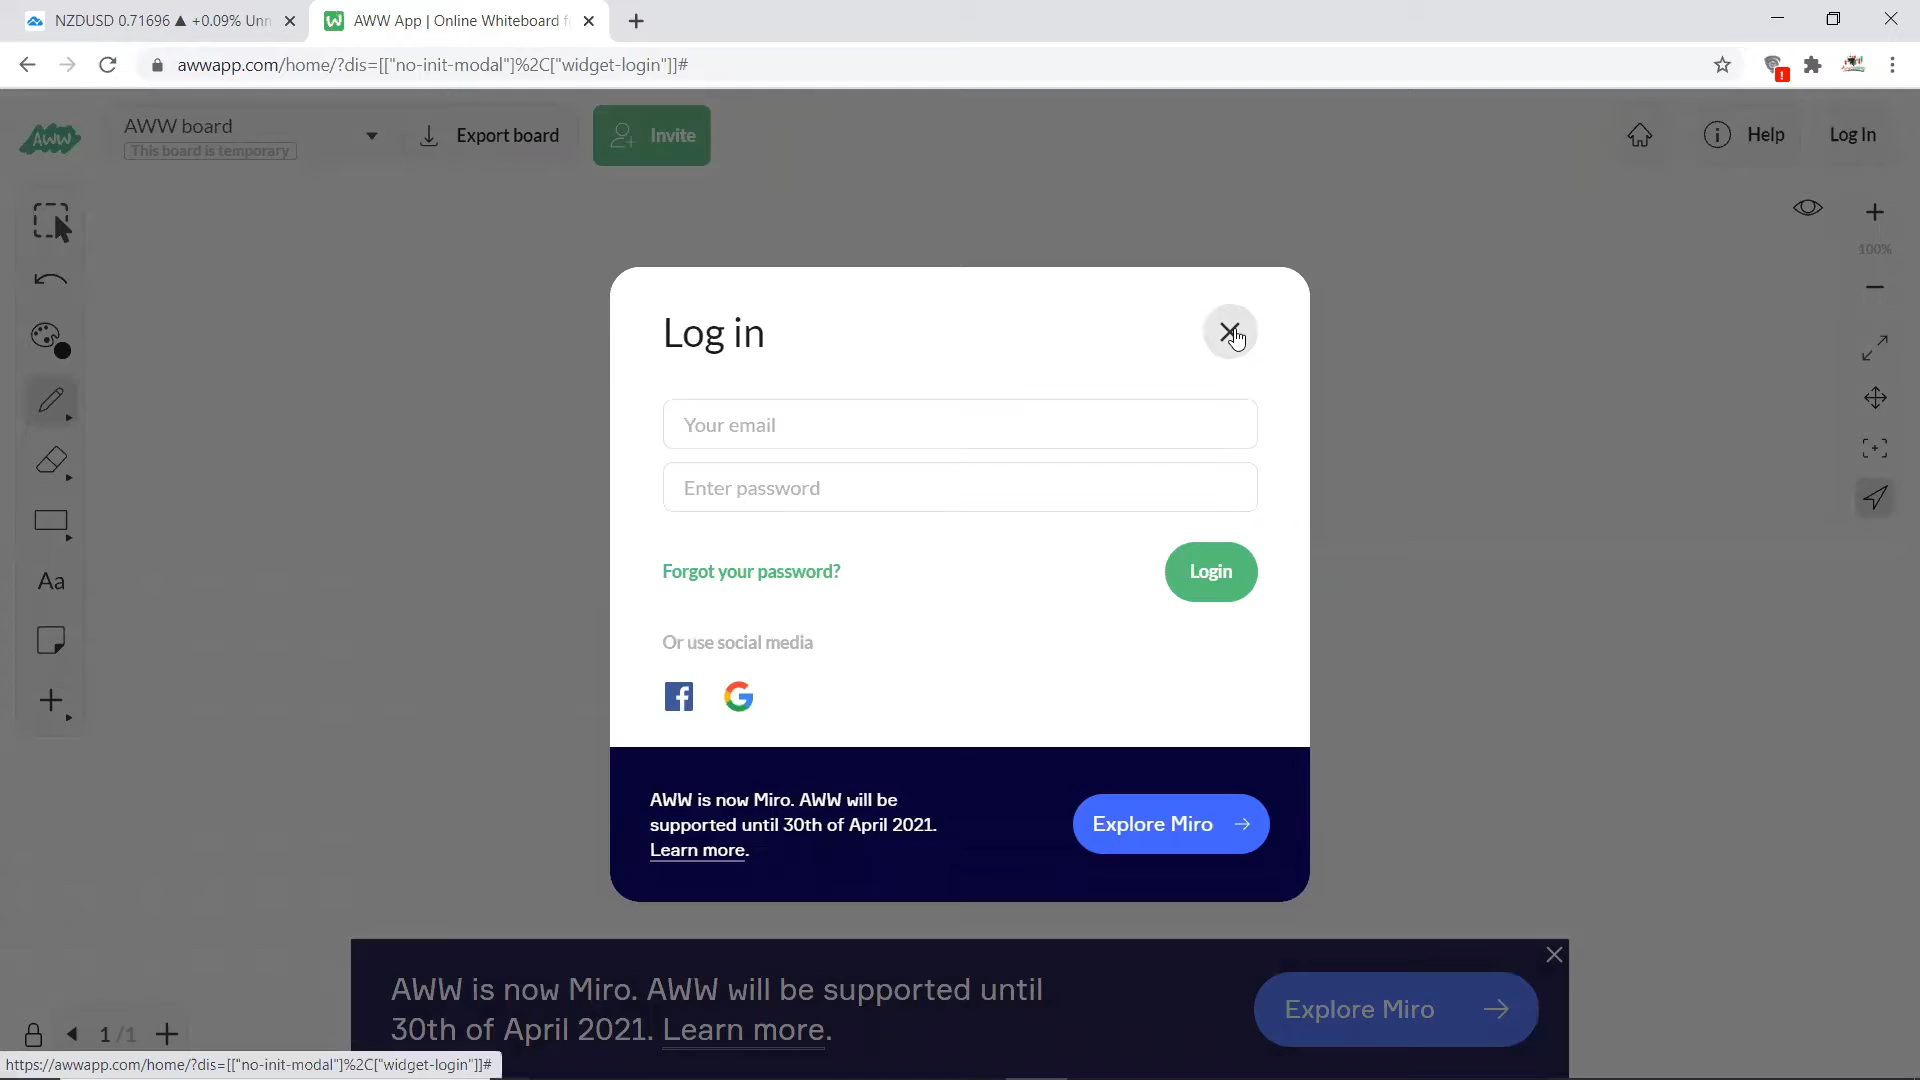 NZDUSD 0.71696 ▲ +0.09% Unn
AWW App | Online Whiteboard f
awwapp.com/home/?dis=[["no-init-modal"]%2C["widget-login"]]#
AWW
AWW board
This board is temporary
Export board
Invite
Help
Log In
100%
Log in
Your email
Enter password
Forgot your password?
Login
Or use social media
Aa
AWW is now Miro. AWW will be
supported until 30th of April 2021.
Learn more.
Explore Miro →
AWW is now Miro. AWW will be supported until
30th of April 2021. Learn more.
Explore Miro →
1/1
https://awwapp.com/home/?dis=[["no-init-modal"]%2C["widget-login"]]#